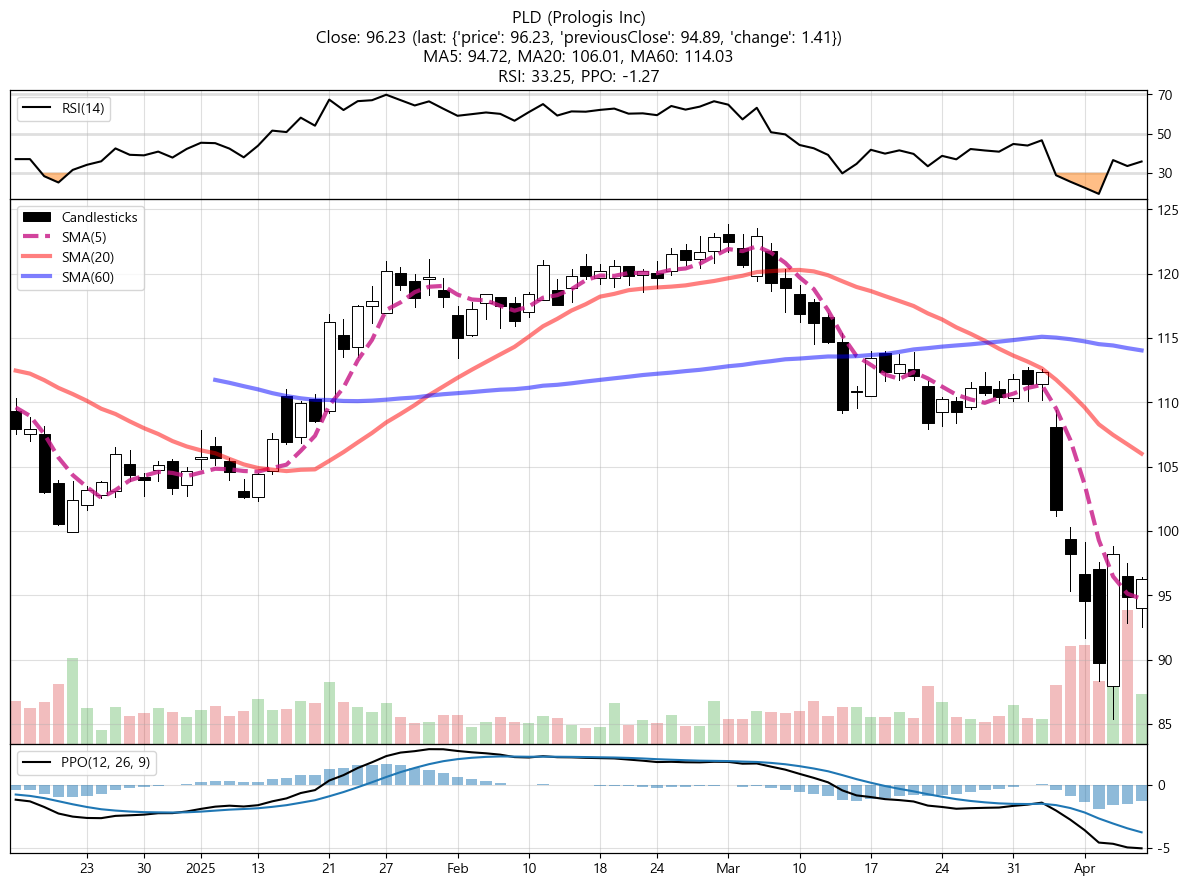 PLD (Prologis Inc)
Close: 96.23 (last: {'price': 96.23, 'previousClose': 94.89, 'change': 1.41})
MA5: 94.72, MA20: 106.01, MA60: 114.03
RSI: 33.25, PPO: -1.27
RSI(14)
70
50
30
Candlesticks
SMA(5)
SMA(20)
SMA(60)
125
120
115
110
105
100
95
90
85
PPO(12, 26, 9)
0
-5
23 30 2025 13 21 27 Feb 10 18 24 Mar 10 17 24 31 Apr